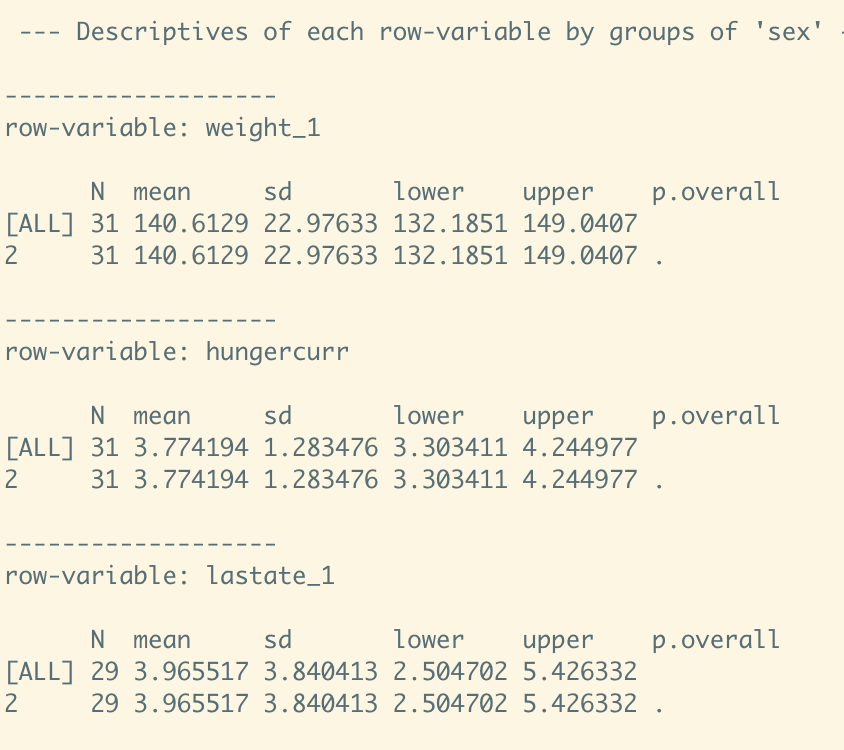 --- Descriptives of each row-variable by groups of 'sex' -
-------------------
row-variable: weight_1
N mean sd lower upper p.overall
[ALL] 31 140.6129 22.97633 132.1851 149.0407
2 31 140.6129 22.97633 132.1851 149.0407 .
-------------------
row-variable: hungercurr
N mean sd lower upper p.overall
[ALL] 31 3.774194 1.283476 3.303411 4.244977
2 31 3.774194 1.283476 3.303411 4.244977 .
-------------------
row-variable: lastate_1
N mean sd lower upper p.overall
[ALL] 29 3.965517 3.840413 2.504702 5.426332
2 29 3.965517 3.840413 2.504702 5.426332 .